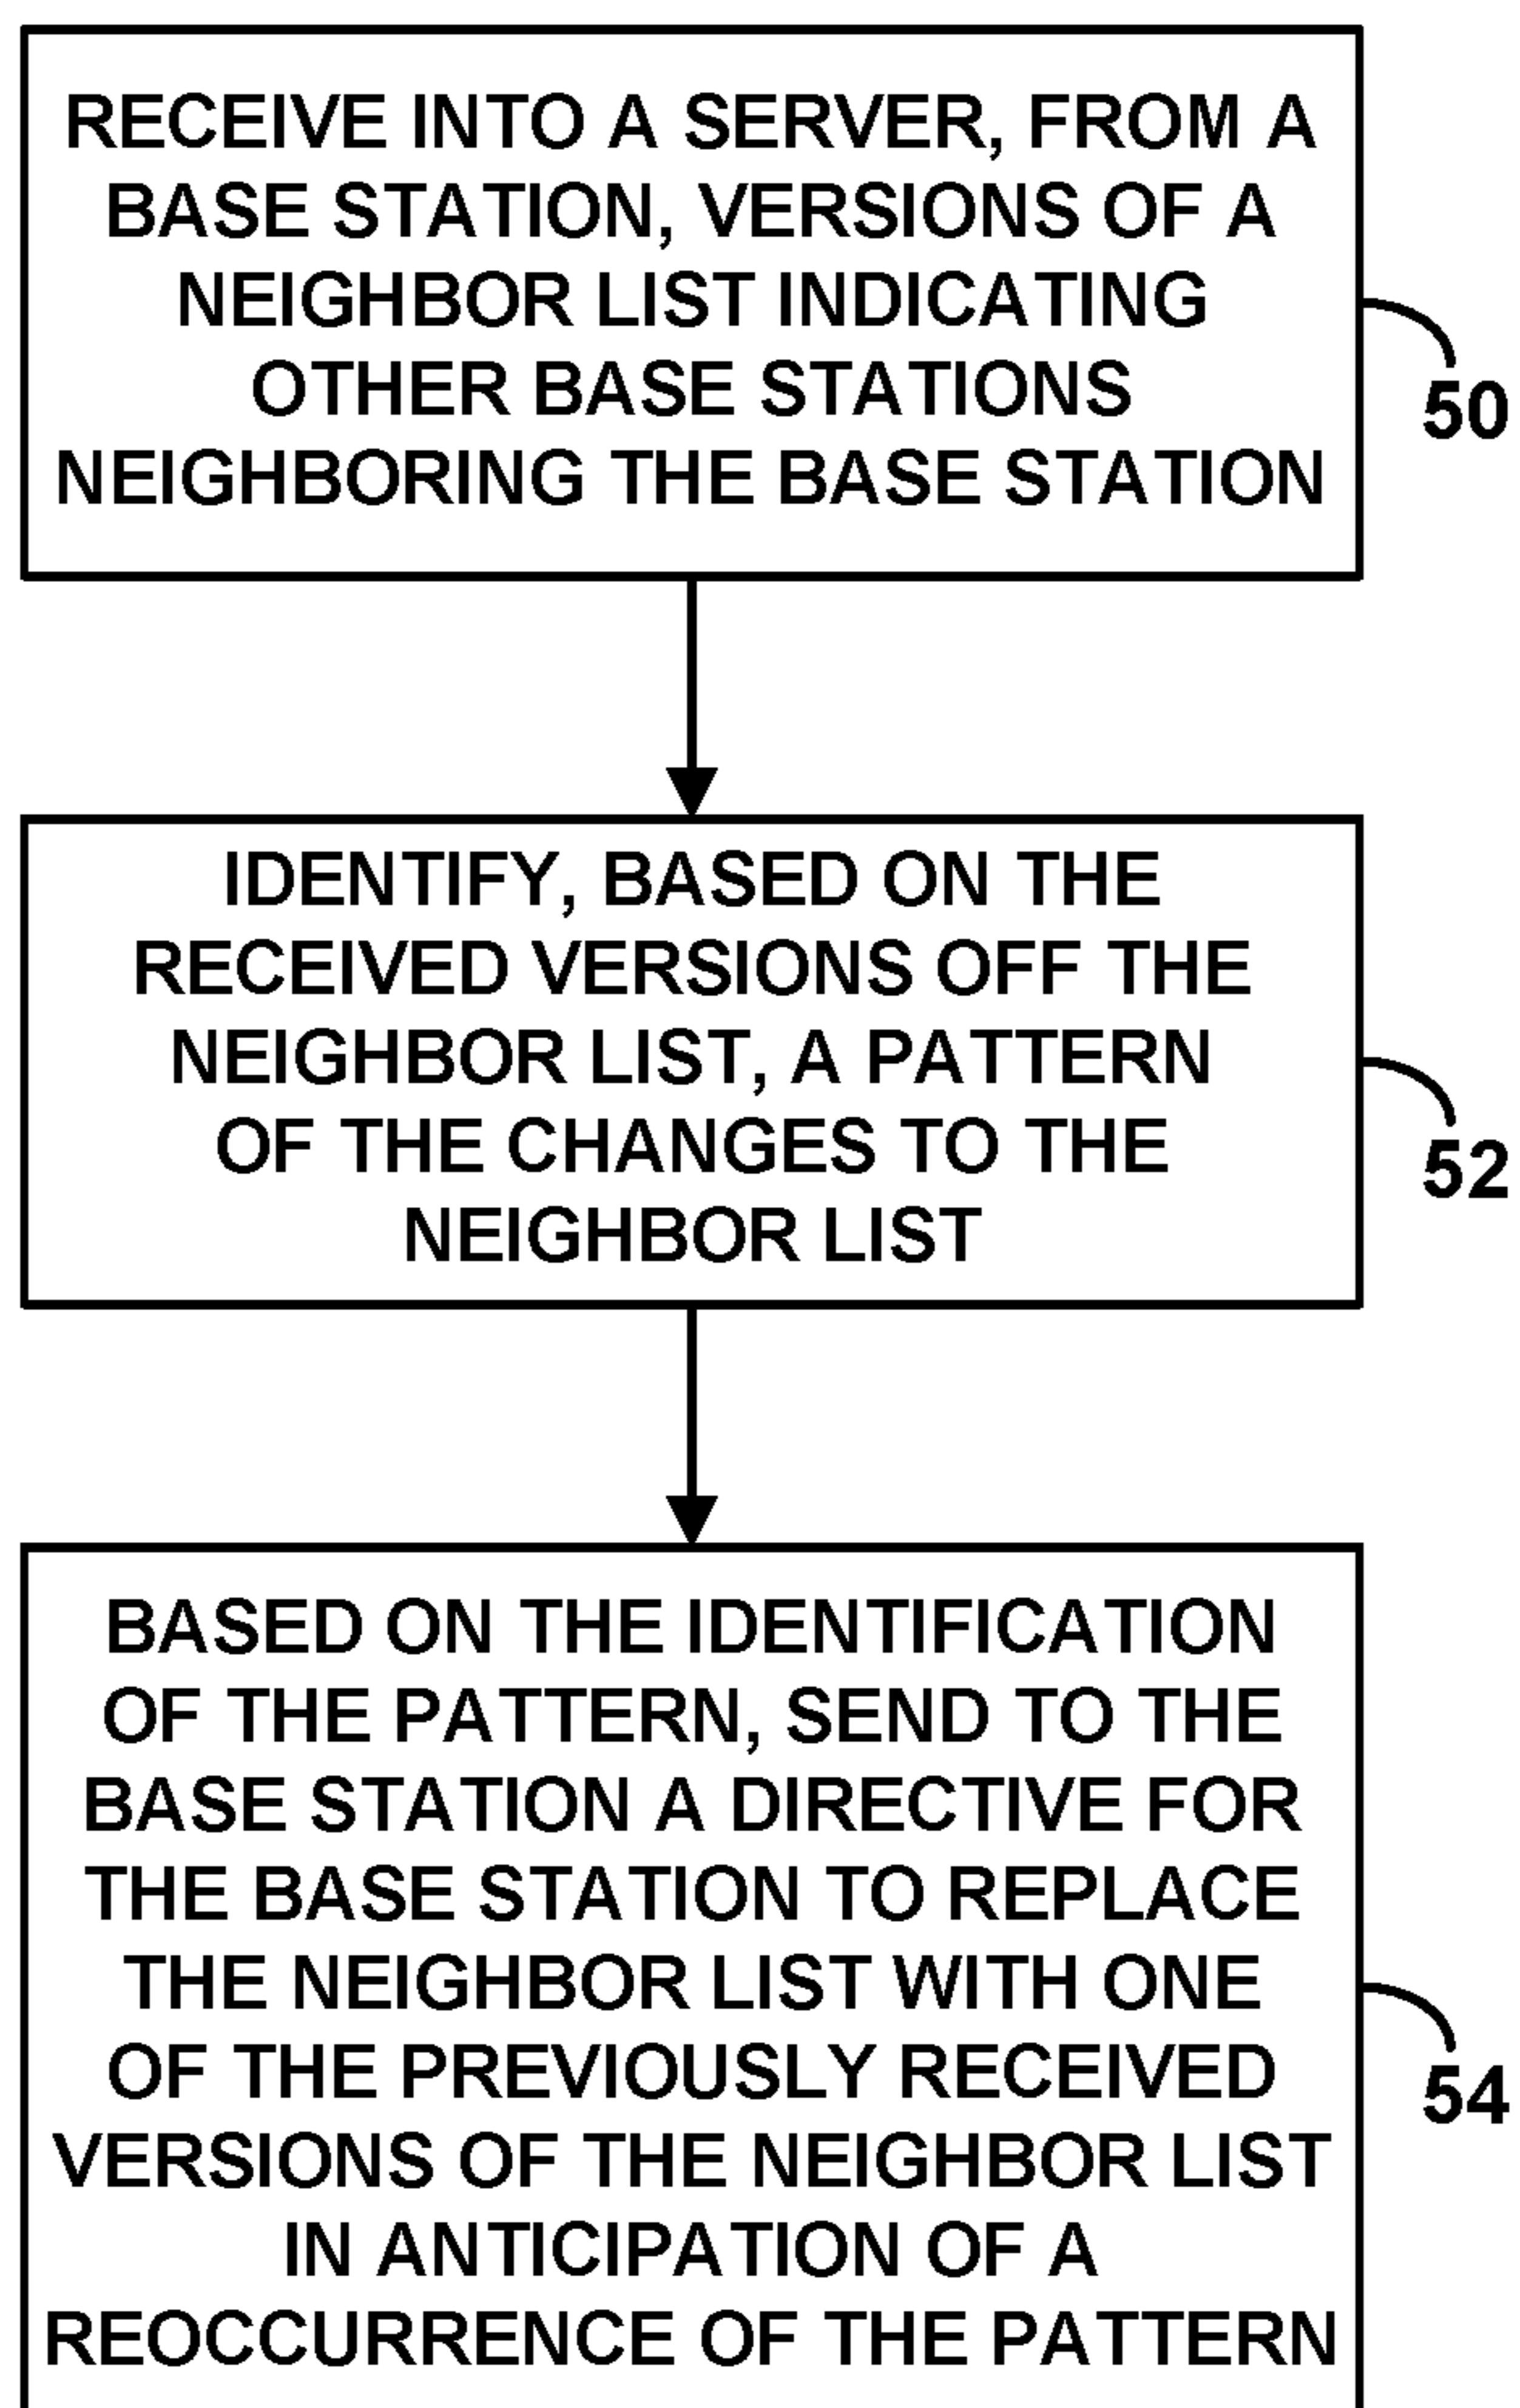 RECEIVE INTO A SERVER, FROM A
BASE STATION, VERSIONS OF A
NEIGHBOR LIST INDICATING
OTHER BASE STATIONS
NEIGHBORING THE BASE STATION
50
IDENTIFY, BASED ON THE
RECEIVED VERSIONS OFF THE
NEIGHBOR LIST, A PATTERN
OF THE CHANGES TO THE
NEIGHBOR LIST
52
BASED ON THE IDENTIFICATION
OF THE PATTERN, SEND TO THE
BASE STATION A DIRECTIVE FOR
THE BASE STATION TO REPLACE
THE NEIGHBOR LIST WITH ONE
OF THE PREVIOUSLY RECEIVED
VERSIONS OF THE NEIGHBOR LIST
IN ANTICIPATION OF A
REOCCURRENCE OF THE PATTERN
54